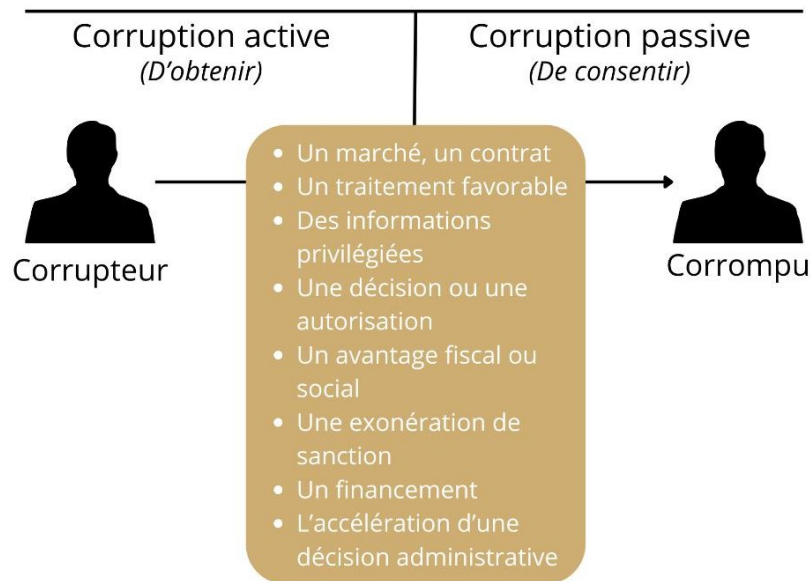 Corruption active
(D’obtenir)
Corruption passive
(De consentir)
• Un marché, un contrat
• Un traitement favorable
• Des informations
privilégiées
• Une décision ou une
autorisation
• Un avantage fiscal ou
social
• Une exonération de
sanction
• Un financement
• L’accélération d’une
décision administrative
Corrupteur
Corrompu